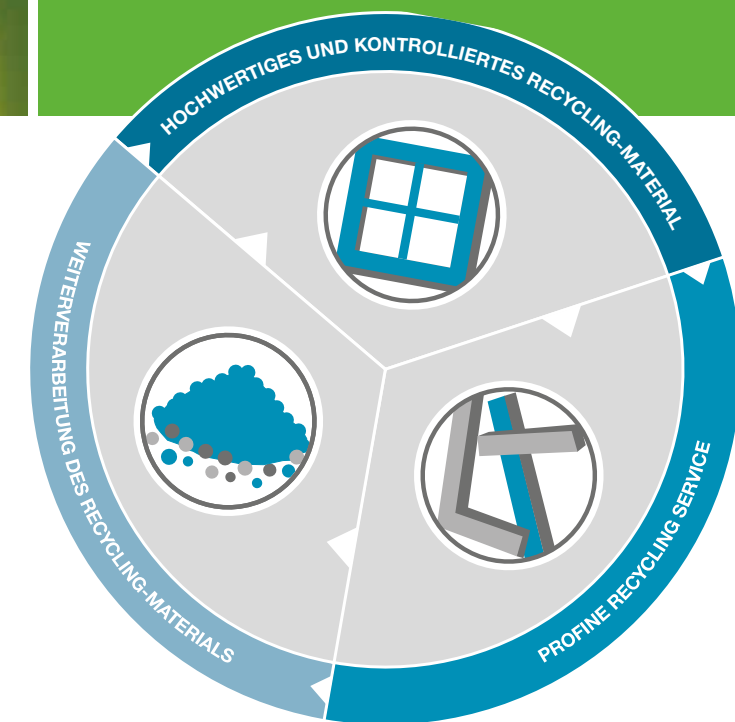 HOCHWERTIGES UND KONTROLLIERTES RECYCLING-MATERIAL
PROFINE RECYCLING SERVICE
WEITERVERARBEITUNG DES RECYCLING-MATERIALS